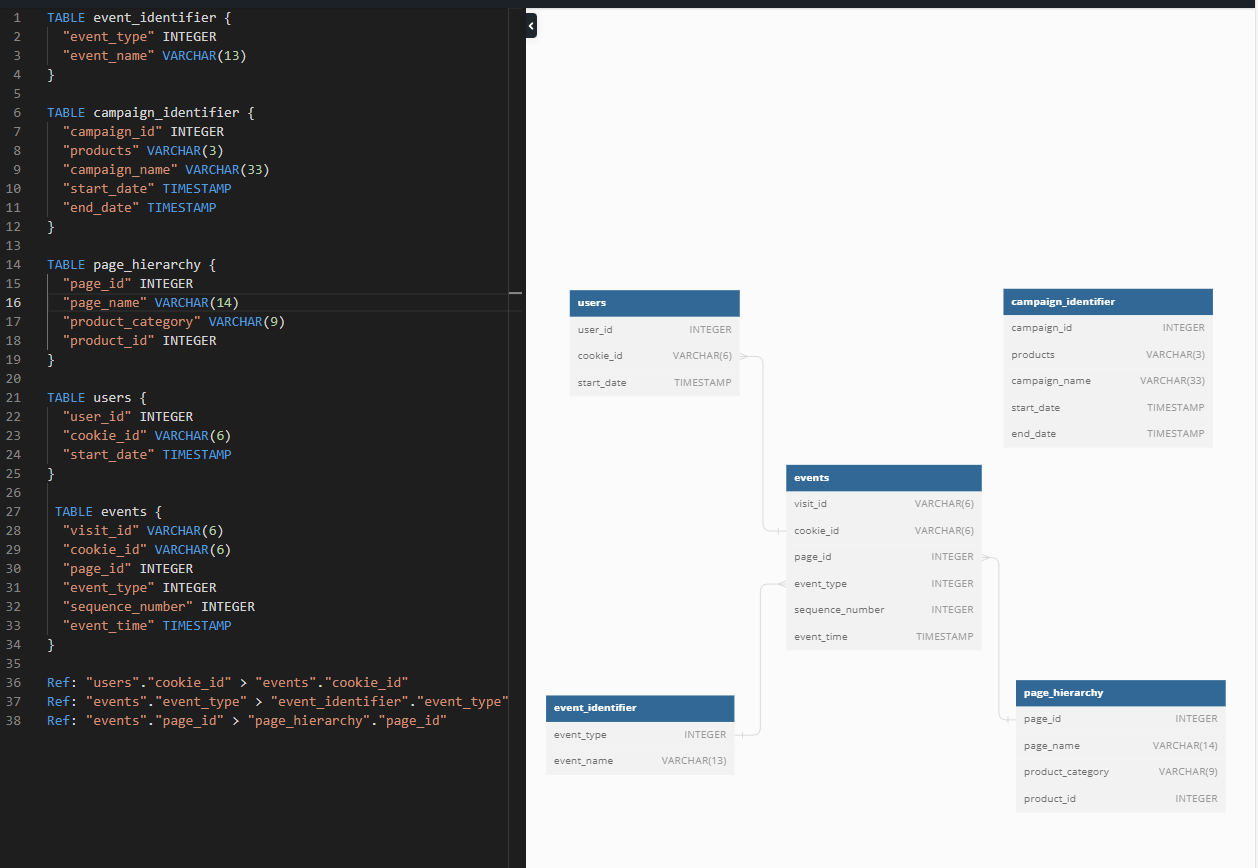 1 TABLE event_identifier {
2 "event_type" INTEGER
3 "event_name" VARCHAR(13)
4 }
5
6 TABLE campaign_identifier {
7 "campaign_id" INTEGER
8 "products" VARCHAR(3)
9 "campaign_name" VARCHAR(33)
10 "start_date" TIMESTAMP
11 "end_date" TIMESTAMP
12 }
13
14 TABLE page_hierarchy {
15 "page_id" INTEGER
16 "page_name" VARCHAR(14)
17 "product_category" VARCHAR(9)
18 "product_id" INTEGER
19 }
20
21 TABLE users {
22 "user_id" INTEGER
23 "cookie_id" VARCHAR(6)
24 "start_date" TIMESTAMP
25 }
26
27 TABLE events {
28 "visit_id" VARCHAR(6)
29 "cookie_id" VARCHAR(6)
30 "page_id" INTEGER
31 "event_type" INTEGER
32 "sequence_number" INTEGER
33 "event_time" TIMESTAMP
34 }
35
36 Ref: "users"."cookie_id" > "events"."cookie_id"
37 Ref: "events"."event_type" > "event_identifier"."event_type"
38 Ref: "events"."page_id" > "page_hierarchy"."page_id"
users
user_id INTEGER
cookie_id VARCHAR(6)
start_date TIMESTAMP
campaign_identifier
campaign_id INTEGER
products VARCHAR(3)
campaign_name VARCHAR(33)
start_date TIMESTAMP
end_date TIMESTAMP
events
visit_id VARCHAR(6)
cookie_id VARCHAR(6)
page_id INTEGER
event_type INTEGER
sequence_number INTEGER
event_time TIMESTAMP
event_identifier
event_type INTEGER
event_name VARCHAR(13)
page_hierarchy
page_id INTEGER
page_name VARCHAR(14)
product_category VARCHAR(9)
product_id INTEGER